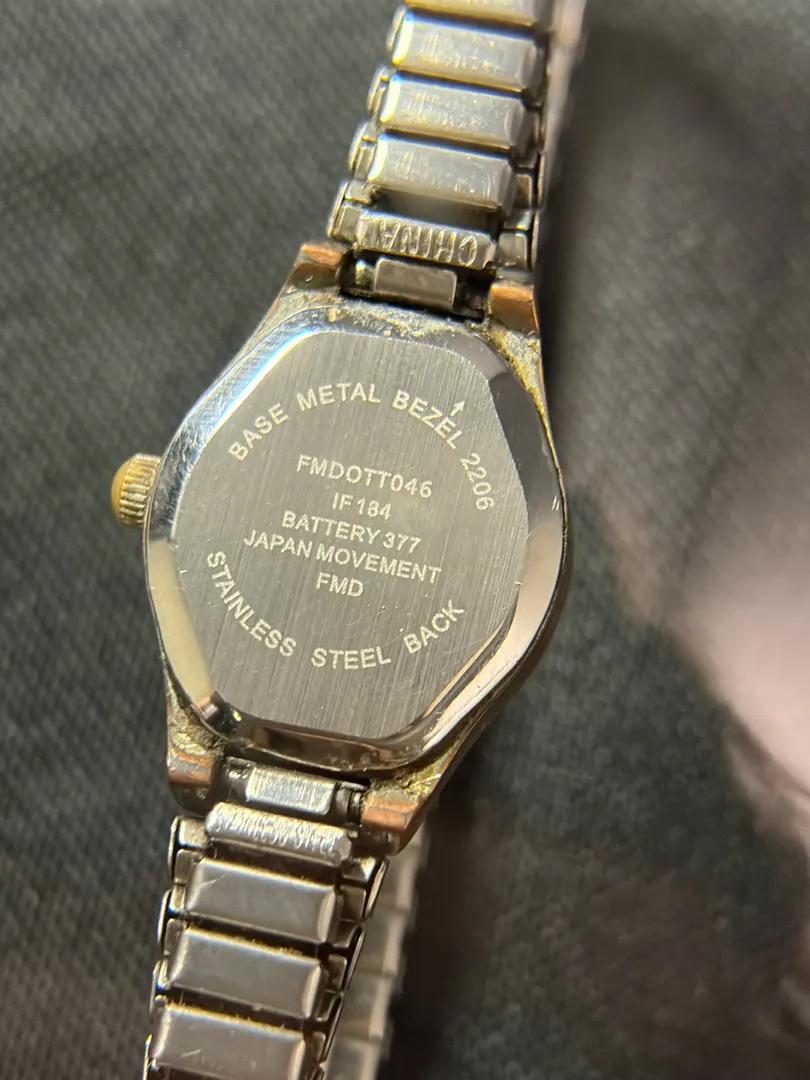 CHINA
BASE METAL BEZEL 2206
FMDOTT046
IF184
BATTERY 377
JAPAN MOVEMENT
FMD
STAINLESS STEEL BACK